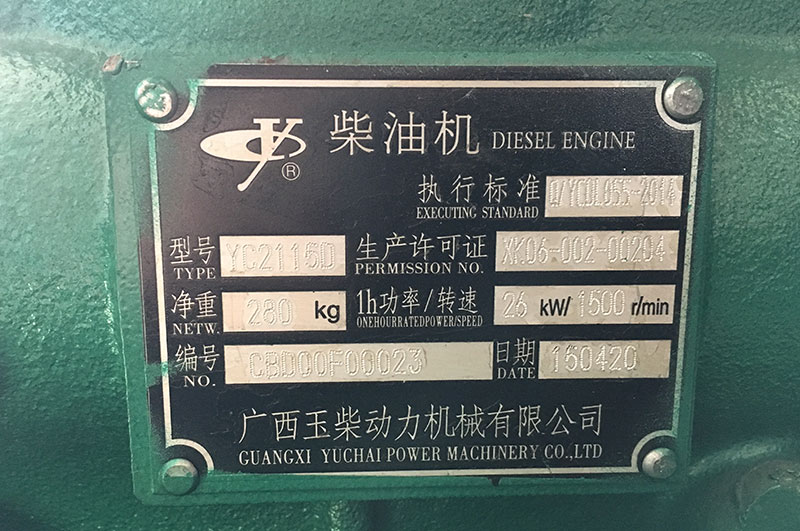 柴油机 DIESEL ENGINE
®
执行标准 Q/YCDL055-2014
EXECUTING STANDARD
型号 YC2115D 生产许可证 XK06-002-00204
TYPE PERMISSION NO.
净重 280 kg 1h功率/转速 26 kW/ 1500 r/min
NETW. ONEHOURRATEDPOWER/SPEED
编号 CBD00F00023 日期 150420
NO. DATE
广西玉柴动力机械有限公司
GUANGXI YUCHAI POWER MACHINERY CO.,LTD